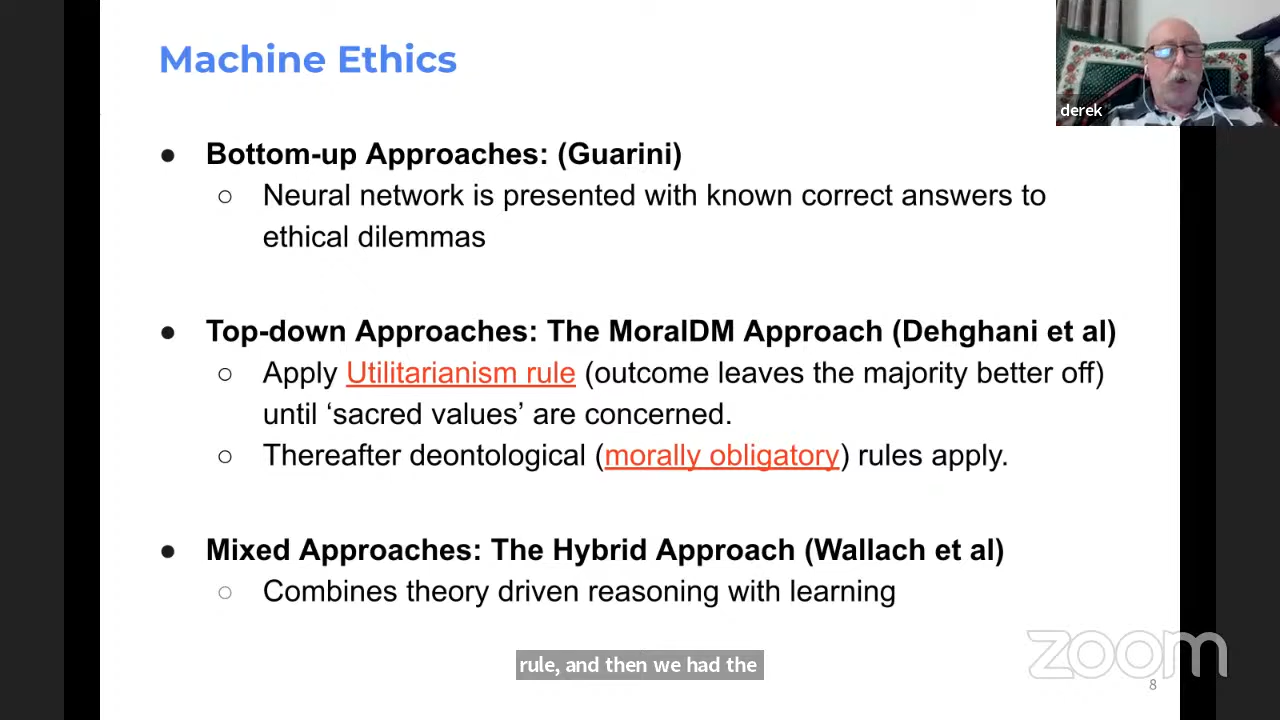 Machine Ethics
derek
● Bottom-up Approaches: (Guarini)
○ Neural network is presented with known correct answers to
ethical dilemmas
● Top-down Approaches: The MoralDM Approach (Dehghani et al)
○ Apply Utilitarianism rule (outcome leaves the majority better off)
until ‘sacred values’ are concerned.
○ Thereafter deontological (morally obligatory) rules apply.
● Mixed Approaches: The Hybrid Approach (Wallach et al)
○ Combines theory driven reasoning with learning
rule, and then we had the
zoom
8